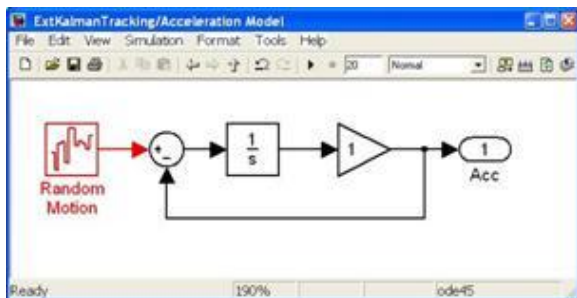 ExtKalmanTracking/Acceleration Model
File Edit View Simulation Format Tools Help
20 Normal
+
-
1
s
1
1
Random
Motion
Acc
Ready 190% ode45